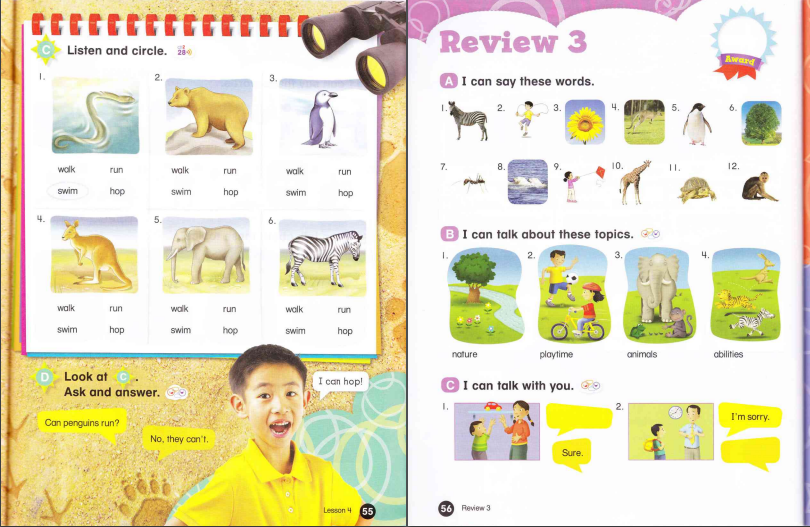 C Listen and circle. 28
1. 2. 3.
walk run walk run walk run
swim hop swim hop swim hop
4. 5. 6.
walk run walk run walk run
swim hop swim hop swim hop
D Look at C.
Ask and answer.
I can hop!
Can penguins run?
No, they can't.
Lesson 4 55
Review 3
Award
A I can say these words.
1. 2. 3. 4. 5. 6.
7. 8. 9. 10. 11. 12.
B I can talk about these topics.
1. 2. 3. 4.
nature playtime animals abilities
C I can talk with you.
1. 2.
I'm sorry.
Sure.
56 Review 3